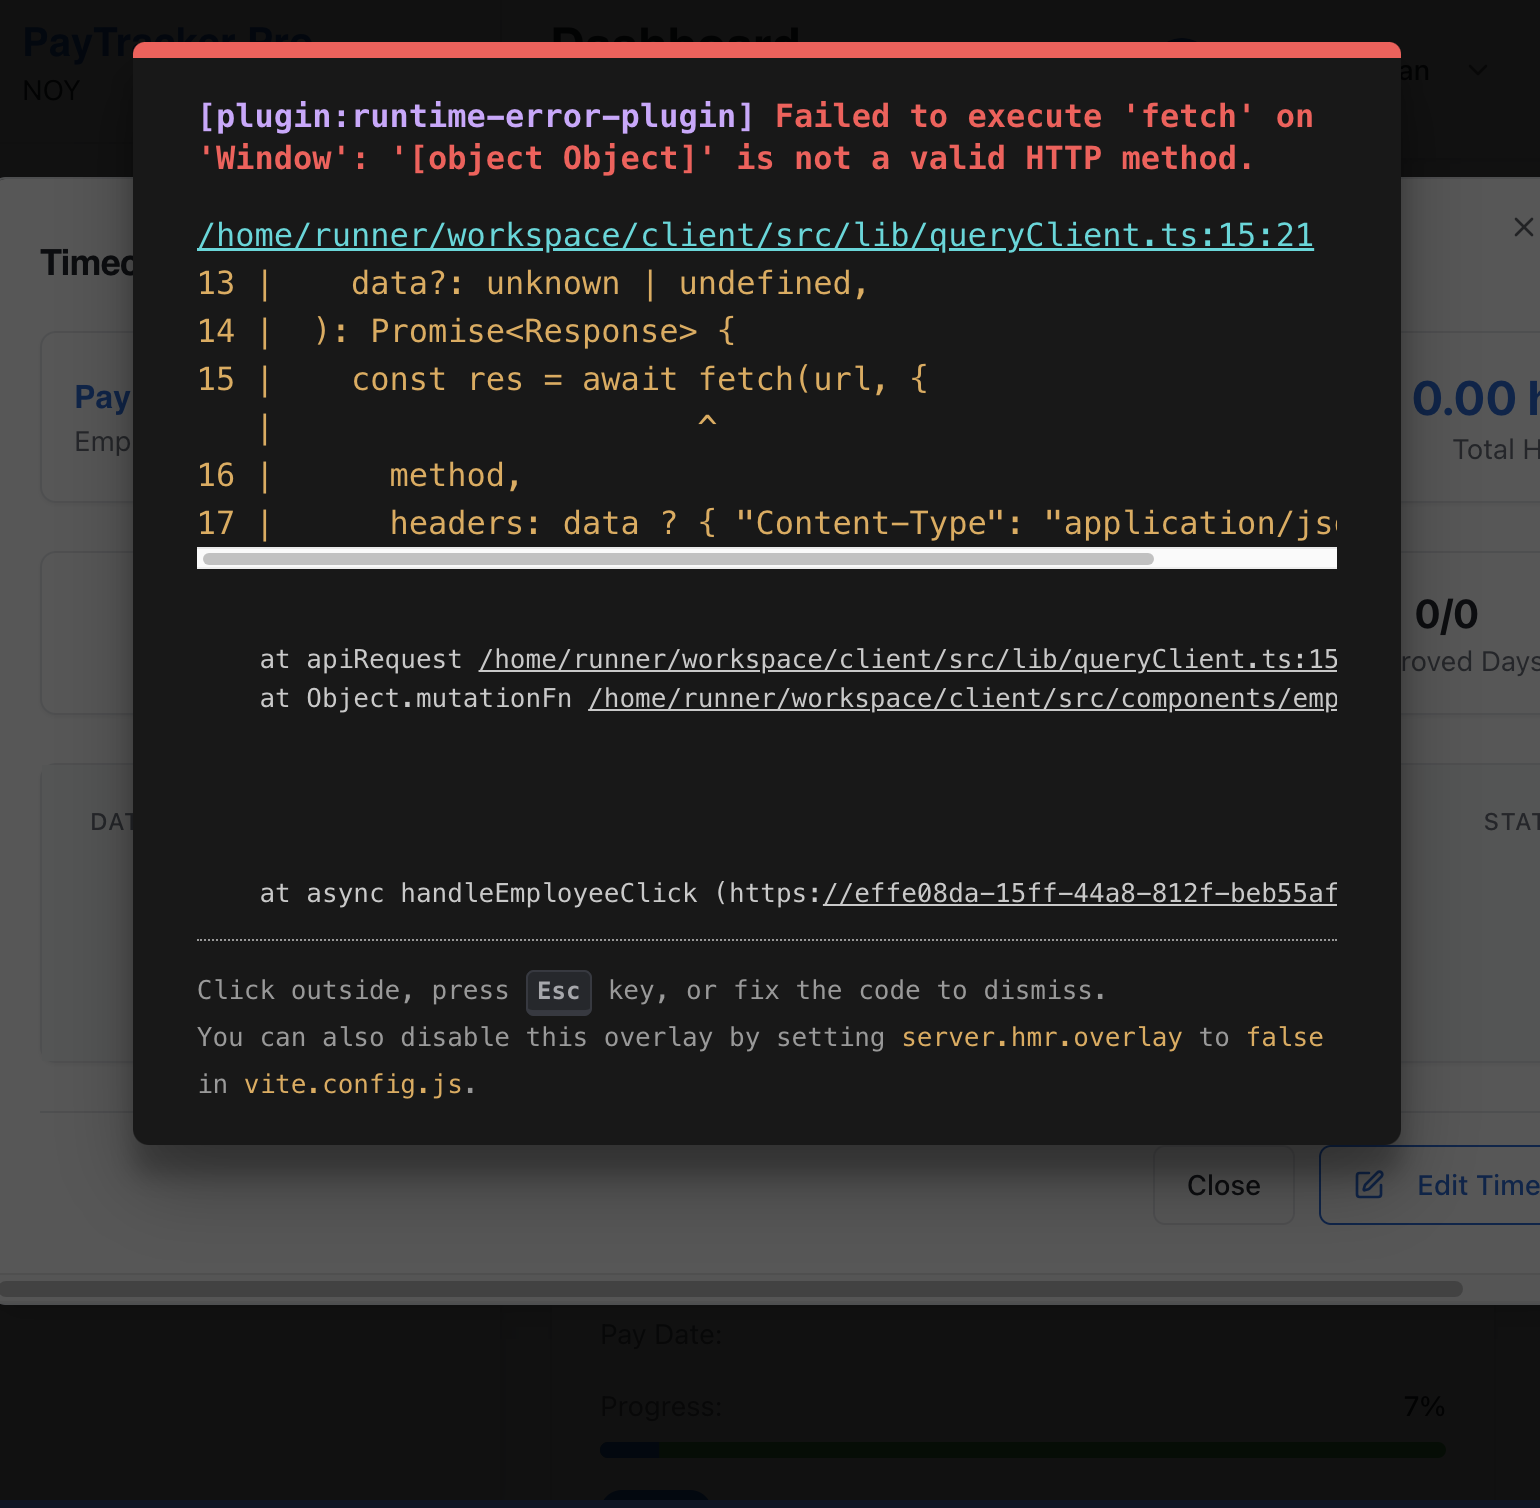 PayTracker Pro
Dashboard
NOY
an
[plugin:runtime-error-plugin] Failed to execute 'fetch' on
'Window': '[object Object]' is not a valid HTTP method.
/home/runner/workspace/client/src/lib/queryClient.ts:15:21
13 |    data?: unknown | undefined,
14 |  ): Promise<Response> {
15 |    const res = await fetch(url, {
|                      ^
16 |      method,
17 |      headers: data ? { "Content-Type": "application/js
Timec
Pay
Emp
0.00 h
Total H
0/0
roved Days
DAT
STAT
at apiRequest /home/runner/workspace/client/src/lib/queryClient.ts:15
at Object.mutationFn /home/runner/workspace/client/src/components/emp
at async handleEmployeeClick (https://effe08da-15ff-44a8-812f-beb55af
Click outside, press Esc key, or fix the code to dismiss.
You can also disable this overlay by setting server.hmr.overlay to false
in vite.config.js.
Close
Edit Time
Pay Date:
Progress:
7%